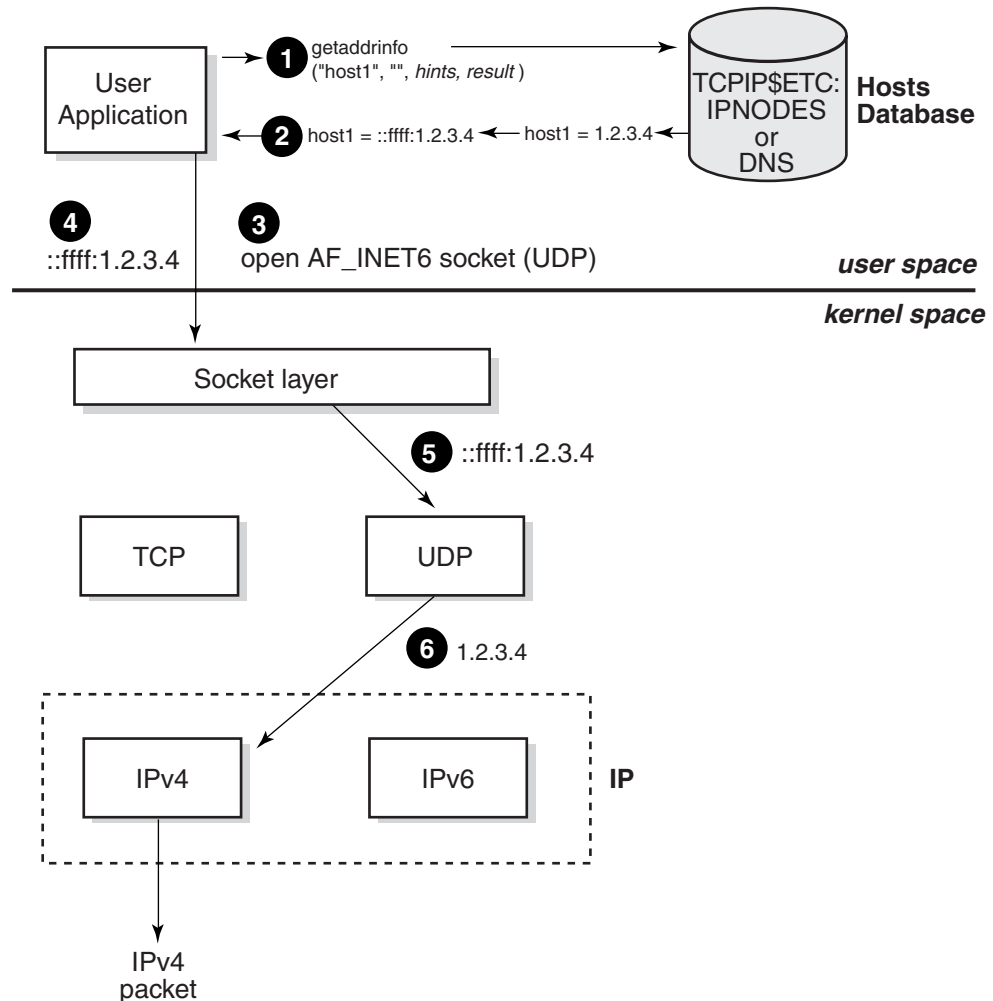 User
Application
1
getaddrinfo
("host1", "", hints, result )
TCPIP$ETC:
IPNODES
or
DNS
Hosts
Database
2
host1 = ::ffff:1.2.3.4
host1 = 1.2.3.4
4
::ffff:1.2.3.4
3
open AF_INET6 socket (UDP)
user space
kernel space
Socket layer
5
::ffff:1.2.3.4
TCP
UDP
6
1.2.3.4
IPv4
IPv6
IP
IPv4
packet